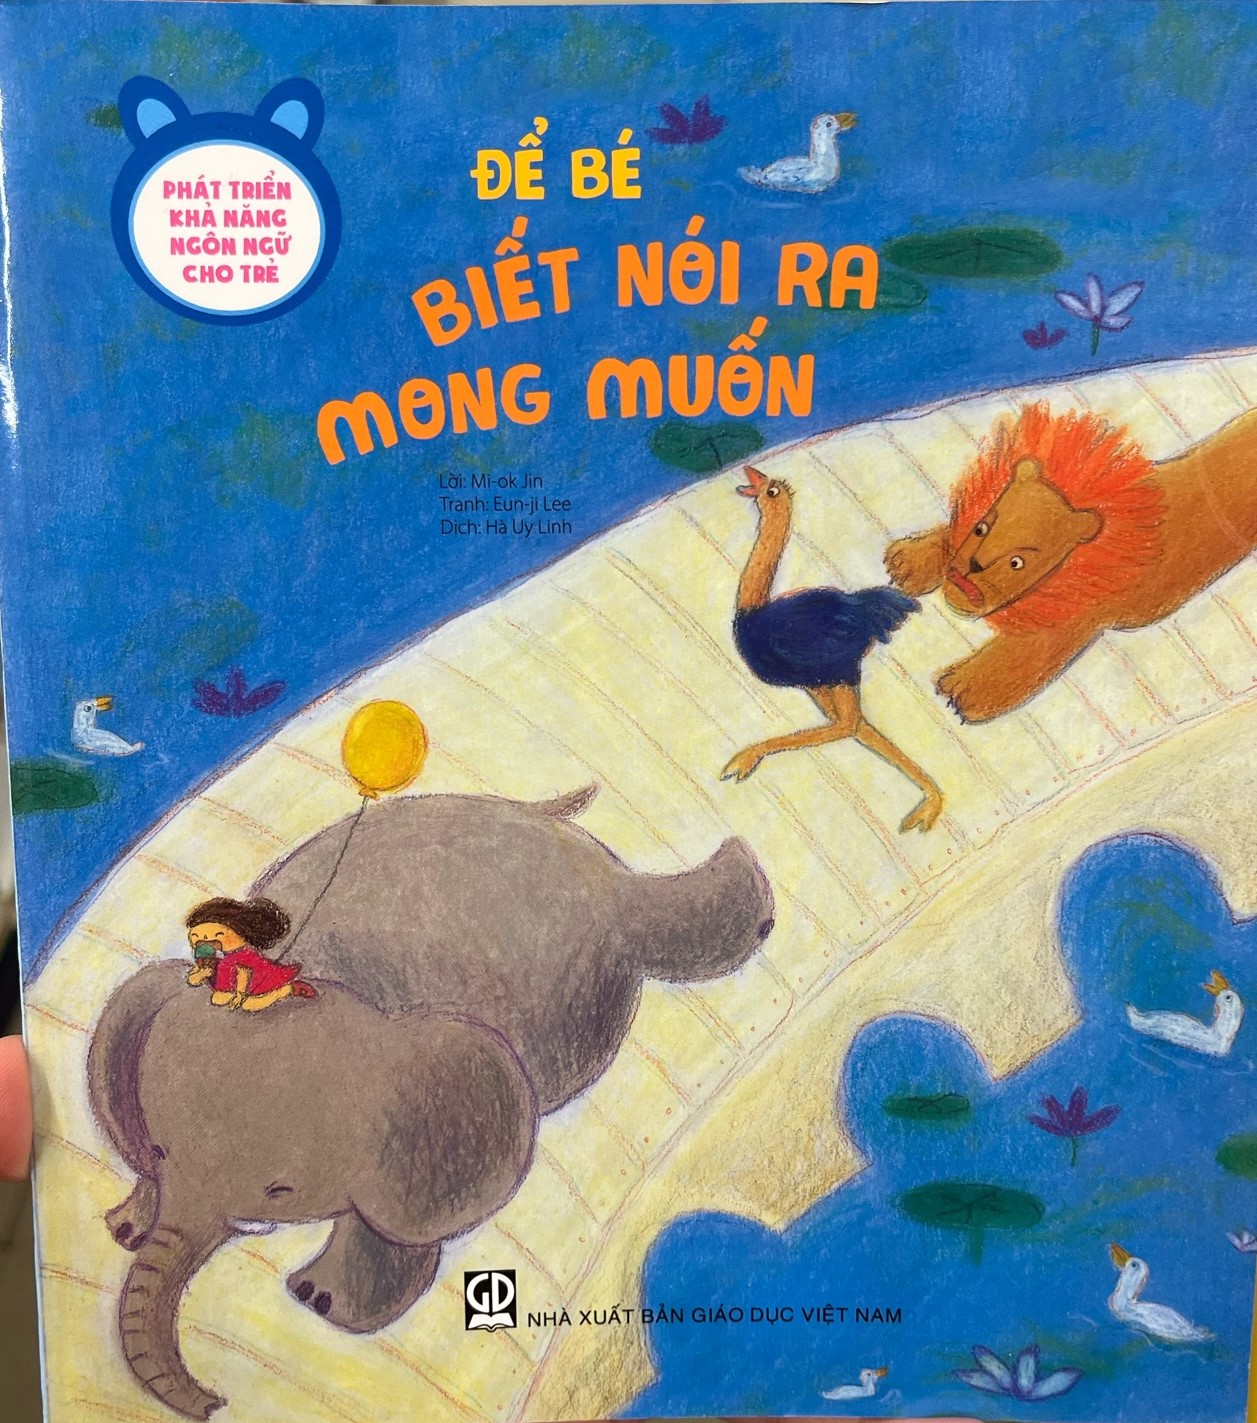 PHÁT TRIỂN
KHẢ NĂNG
NGÔN NGỮ
CHO TRẺ
ĐỂ BÉ
BIẾT NÓI RA
MONG MUỐN
Lời: Mi-ok Jin
Tranh: Eun-ji Lee
Dịch: Hà Uy Linh
GD
NHÀ XUẤT BẢN GIÁO DỤC VIỆT NAM